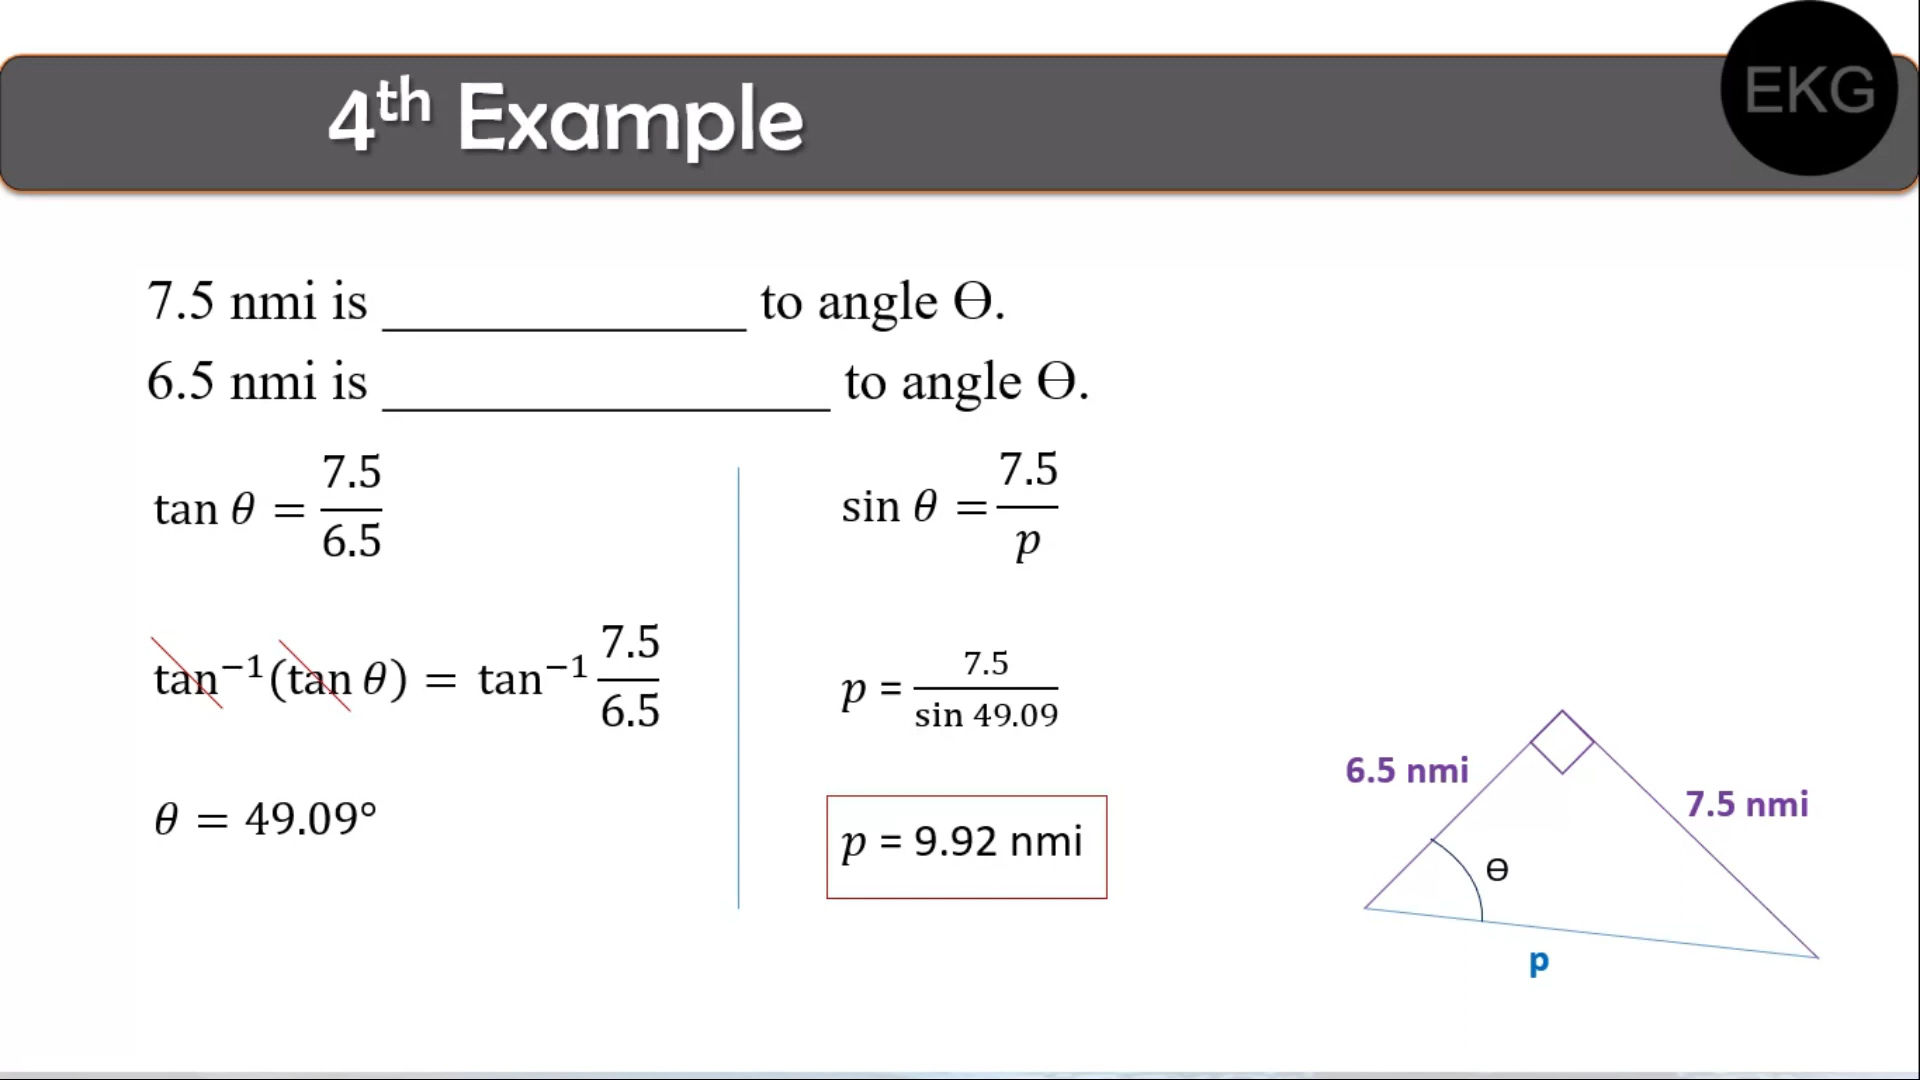 4th Example
EKG
7.5 nmi is ______________ to angle Ɵ.
6.5 nmi is _________________ to angle Ɵ.
tan θ = 7.5/6.5
tan⁻¹(tan θ) = tan⁻¹ 7.5/6.5
θ = 49.09°
sin θ = 7.5/p
p = 7.5/sin 49.09
p = 9.92 nmi
6.5 nmi
7.5 nmi
Ɵ
p